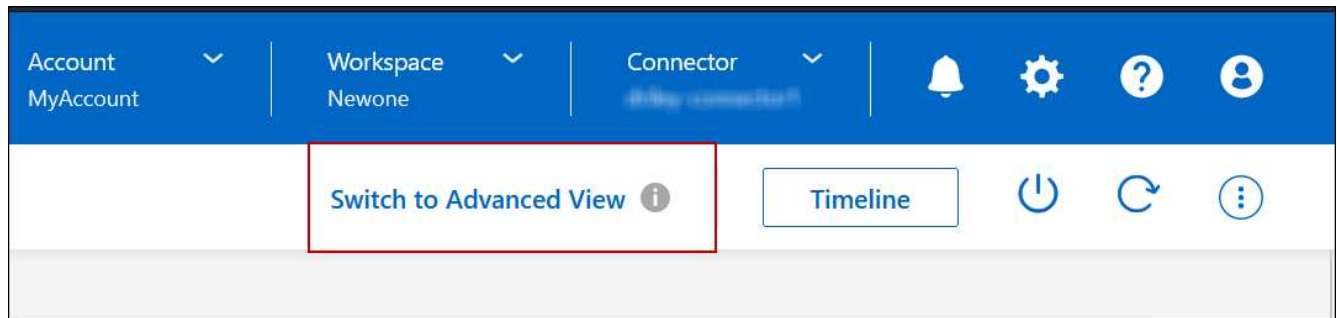 Account
MyAccount
Workspace
Newone
Connector
Switch to Advanced View
Timeline